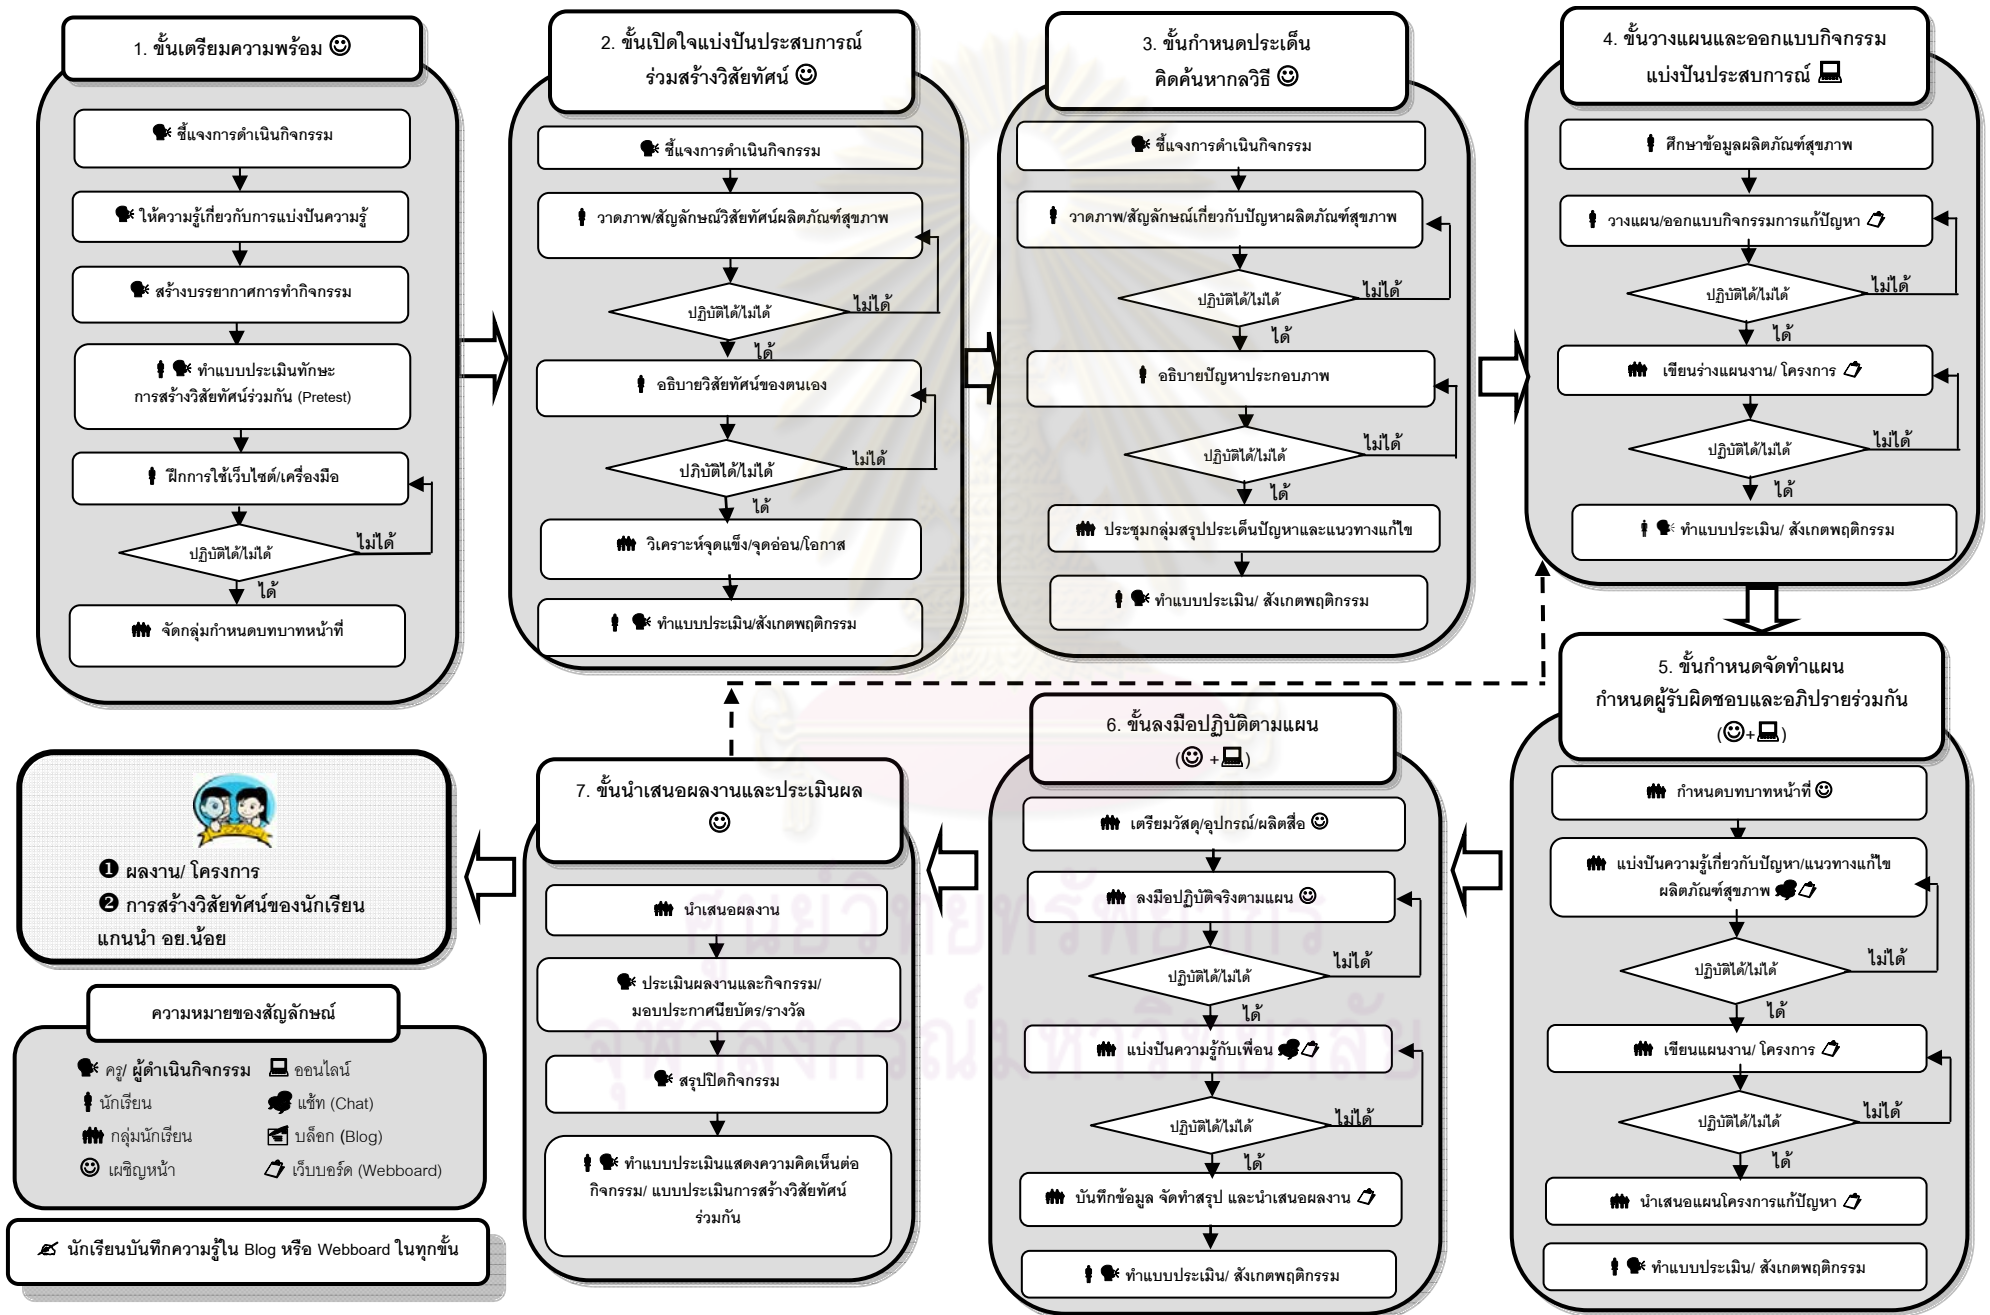 1. ขั้นเตรียมความพร้อม
ชี้แจงการดำเนินกิจกรรม
ให้ความรู้เกี่ยวกับการแบ่งปันความรู้
สร้างบรรยากาศการทำกิจกรรม
ทำแบบประเมินทักษะ
การสร้างวิสัยทัศน์ร่วมกัน (Pretest)
ฝึกการใช้เว็บไซต์/เครื่องมือ
ปฏิบัติได้/ไม่ได้
ไม่ได้
ได้
จัดกลุ่มกำหนดบทบาทหน้าที่
2. ขั้นเปิดใจแบ่งปันประสบการณ์
ร่วมสร้างวิสัยทัศน์
ชี้แจงการดำเนินกิจกรรม
วาดภาพ/สัญลักษณ์วิสัยทัศน์ผลิตภัณฑ์สุขภาพ
ปฏิบัติได้/ไม่ได้
ไม่ได้
ได้
อธิบายวิสัยทัศน์ของตนเอง
ปฏิบัติได้/ไม่ได้
ไม่ได้
ได้
วิเคราะห์จุดแข็ง/จุดอ่อน/โอกาส
ทำแบบประเมิน/สังเกตพฤติกรรม
3. ขั้นกำหนดประเด็น
คิดค้นหากลวิธี
ชี้แจงการดำเนินกิจกรรม
วาดภาพ/สัญลักษณ์เกี่ยวกับปัญหาผลิตภัณฑ์สุขภาพ
ปฏิบัติได้/ไม่ได้
ไม่ได้
ได้
อธิบายปัญหาประกอบภาพ
ปฏิบัติได้/ไม่ได้
ไม่ได้
ได้
ประชุมกลุ่มสรุปประเด็นปัญหาและแนวทางแก้ไข
ทำแบบประเมิน/ สังเกตพฤติกรรม
4. ขั้นวางแผนและออกแบบกิจกรรม
แบ่งปันประสบการณ์
ศึกษาข้อมูลผลิตภัณฑ์สุขภาพ
วางแผน/ออกแบบกิจกรรมการแก้ปัญหา
ปฏิบัติได้/ไม่ได้
ไม่ได้
ได้
เขียนร่างแผนงาน/ โครงการ
ปฏิบัติได้/ไม่ได้
ไม่ได้
ได้
ทำแบบประเมิน/ สังเกตพฤติกรรม
5. ขั้นกำหนดจัดทำแผน
กำหนดผู้รับผิดชอบและอภิปรายร่วมกัน
(☺+💻)
กำหนดบทบาทหน้าที่
แบ่งปันความรู้เกี่ยวกับปัญหา/แนวทางแก้ไข
ผลิตภัณฑ์สุขภาพ
ปฏิบัติได้/ไม่ได้
ไม่ได้
ได้
เขียนแผนงาน/ โครงการ
ปฏิบัติได้/ไม่ได้
ไม่ได้
ได้
นำเสนอแผนโครงการแก้ปัญหา
ทำแบบประเมิน/ สังเกตพฤติกรรม
6. ขั้นลงมือปฏิบัติตามแผน
(☺ +💻)
เตรียมวัสดุ/อุปกรณ์/ผลิตสื่อ
ลงมือปฏิบัติจริงตามแผน
ปฏิบัติได้/ไม่ได้
ไม่ได้
ได้
แบ่งปันความรู้กับเพื่อน
ปฏิบัติได้/ไม่ได้
ไม่ได้
ได้
บันทึกข้อมูล จัดทำสรุป และนำเสนอผลงาน
ทำแบบประเมิน/ สังเกตพฤติกรรม
7. ขั้นนำเสนอผลงานและประเมินผล
นำเสนอผลงาน
ประเมินผลงานและกิจกรรม/
มอบประกาศนียบัตร/รางวัล
สรุปปิดกิจกรรม
ทำแบบประเมินแสดงความคิดเห็นต่อ
กิจกรรม/ แบบประเมินการสร้างวิสัยทัศน์
ร่วมกัน
❶ ผลงาน/ โครงการ
❷ การสร้างวิสัยทัศน์ของนักเรียน
แกนนำ อย.น้อย
ความหมายของสัญลักษณ์
ครู/ ผู้ดำเนินกิจกรรม
ออนไลน์
นักเรียน
แช้ท (Chat)
กลุ่มนักเรียน
บล็อก (Blog)
เผชิญหน้า
เว็บบอร์ด (Webboard)
นักเรียนบันทึกความรู้ใน Blog หรือ Webboard ในทุกขั้น
ศูนย์วิทยทรัพยากร
จุฬาลงกรณ์มหาวิทยาลัย